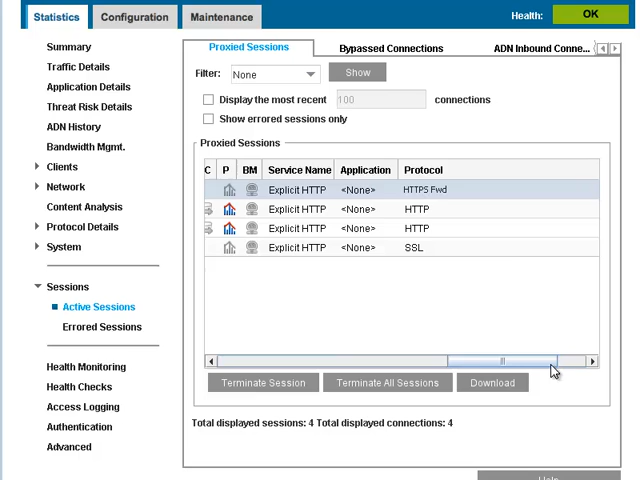 Statistics Configuration Maintenance Health: OK
Summary
Traffic Details
Application Details
Threat Risk Details
ADN History
Bandwidth Mgmt.
Clients
Network
Content Analysis
Protocol Details
System
Sessions
Active Sessions
Errored Sessions
Health Monitoring
Health Checks
Access Logging
Authentication
Advanced
Proxied Sessions Bypassed Connections ADN Inbound Conne...
Filter: None Show
Display the most recent 100 connections
Show errored sessions only
Proxied Sessions
C P BM Service Name Application Protocol
Explicit HTTP <None> HTTPS Fwd
Explicit HTTP <None> HTTP
Explicit HTTP <None> HTTP
Explicit HTTP <None> SSL
Terminate Session Terminate All Sessions Download
Total displayed sessions: 4 Total displayed connections: 4
Help